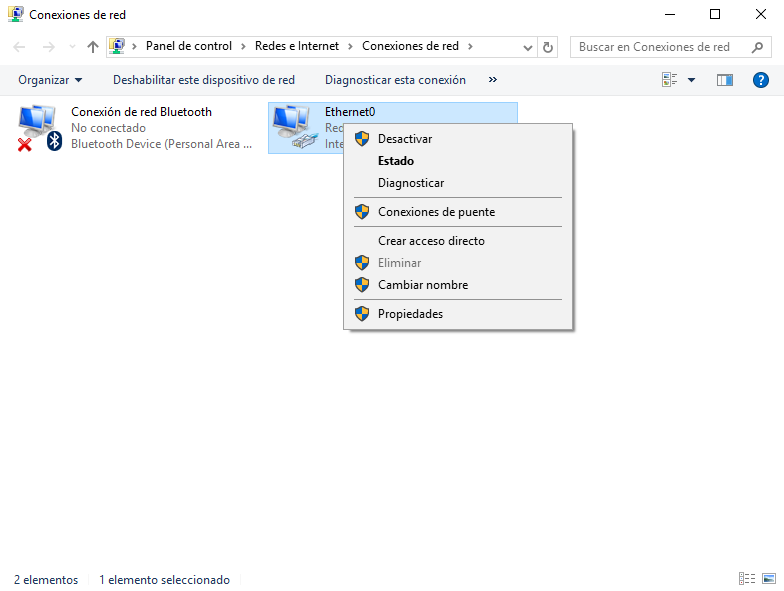 Conexiones de red
Panel de control Redes e Internet Conexiones de red
Buscar en Conexiones de red
Organizar Deshabilitar este dispositivo de red Diagnosticar esta conexión »
Conexión de red Bluetooth
No conectado
Bluetooth Device (Personal Area ...
Ethernet0
Red
Inte
Desactivar
Estado
Diagnosticar
Conexiones de puente
Crear acceso directo
Eliminar
Cambiar nombre
Propiedades
2 elementos 1 elemento seleccionado